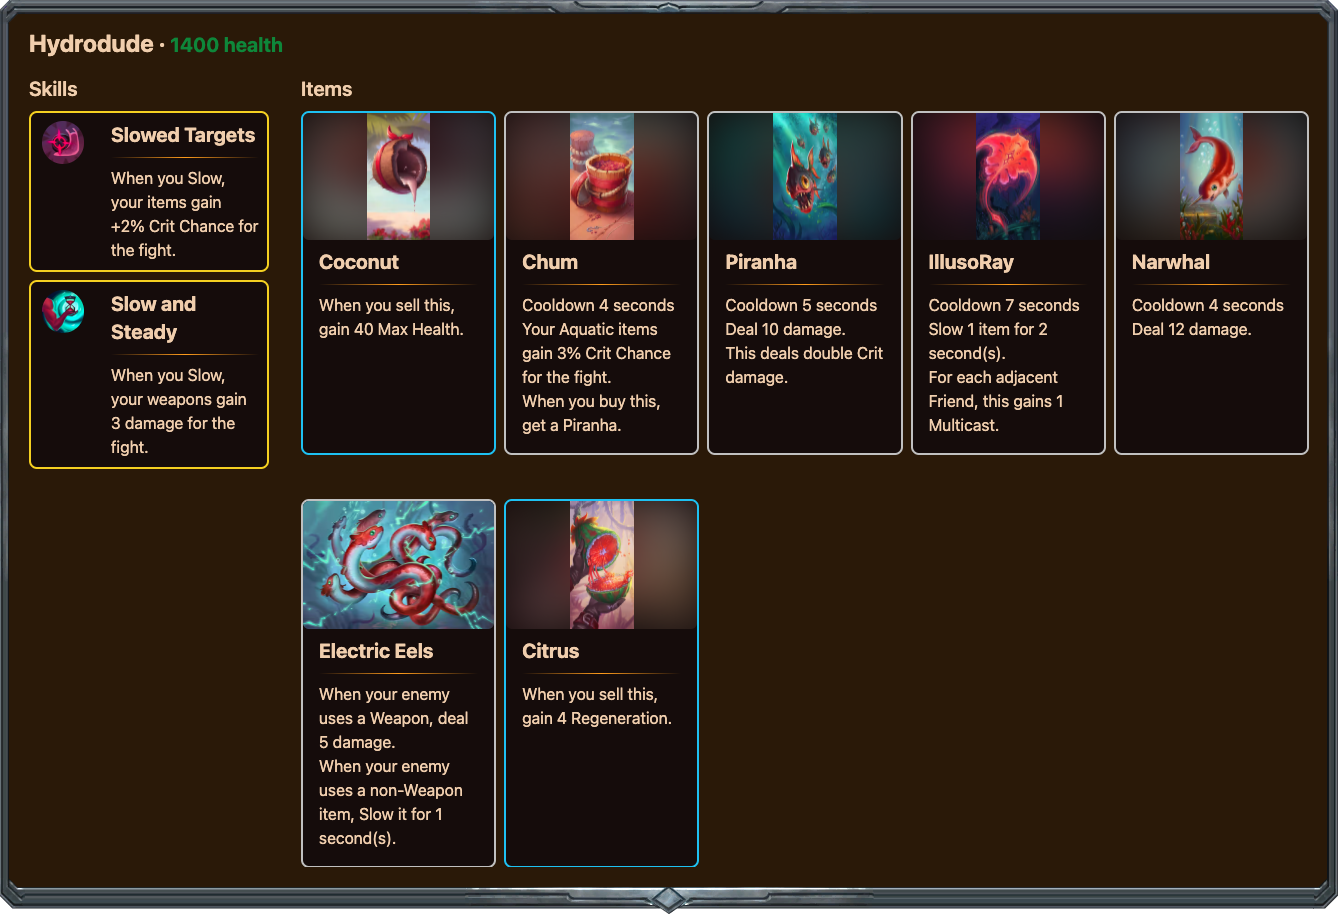 Hydrodude · 1400 health
Skills
Slowed Targets
When you Slow,
your items gain
+2% Crit Chance for
the fight.
Slow and
Steady
When you Slow,
your weapons gain
3 damage for the
fight.
Items
Coconut
When you sell this,
gain 40 Max Health.
Chum
Cooldown 4 seconds
Your Aquatic items
gain 3% Crit Chance
for the fight.
When you buy this,
get a Piranha.
Piranha
Cooldown 5 seconds
Deal 10 damage.
This deals double Crit
damage.
IllusoRay
Cooldown 7 seconds
Slow 1 item for 2
second(s).
For each adjacent
Friend, this gains 1
Multicast.
Narwhal
Cooldown 4 seconds
Deal 12 damage.
Electric Eels
When your enemy
uses a Weapon, deal
5 damage.
When your enemy
uses a non-Weapon
item, Slow it for 1
second(s).
Citrus
When you sell this,
gain 4 Regeneration.